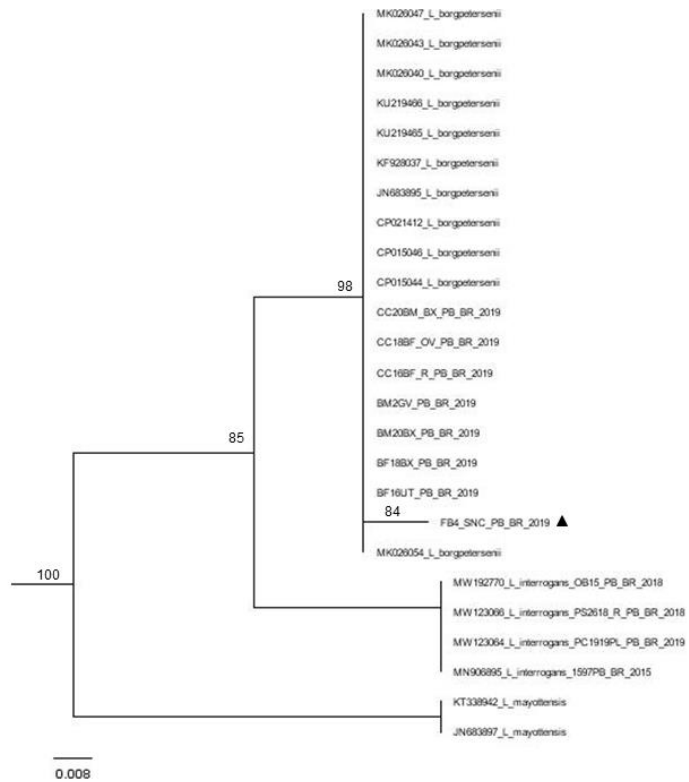 MK026047_L_borgpetersenii
MK026043_L_borgpetersenii
MK026040_L_borgpetersenii
KU219466_L_borgpetersenii
KU219465_L_borgpetersenii
KF928037_L_borgpetersenii
JN683895_L_borgpetersenii
CP021412_L_borgpetersenii
CP015046_L_borgpetersenii
CP015044_L_borgpetersenii
98
CC20BM_BX_PB_BR_2019
CC18BF_OV_PB_BR_2019
CC16BF_R_PB_BR_2019
BM2GV_PB_BR_2019
BM20BX_PB_BR_2019
85
BF18BX_PB_BR_2019
BF16UT_PB_BR_2019
84
FB4_SNC_PB_BR_2019
MK026054_L_borgpetersenii
100
MW192770_L_interrogans_OB15_PB_BR_2018
MW123066_L_interrogans_PS2618_R_PB_BR_2018
MW123064_L_interrogans_PC1919PL_PB_BR_2019
MN906895_L_interrogans_1597PB_BR_2015
KT338942_L_mayottensis
JN683897_L_mayottensis
0.008